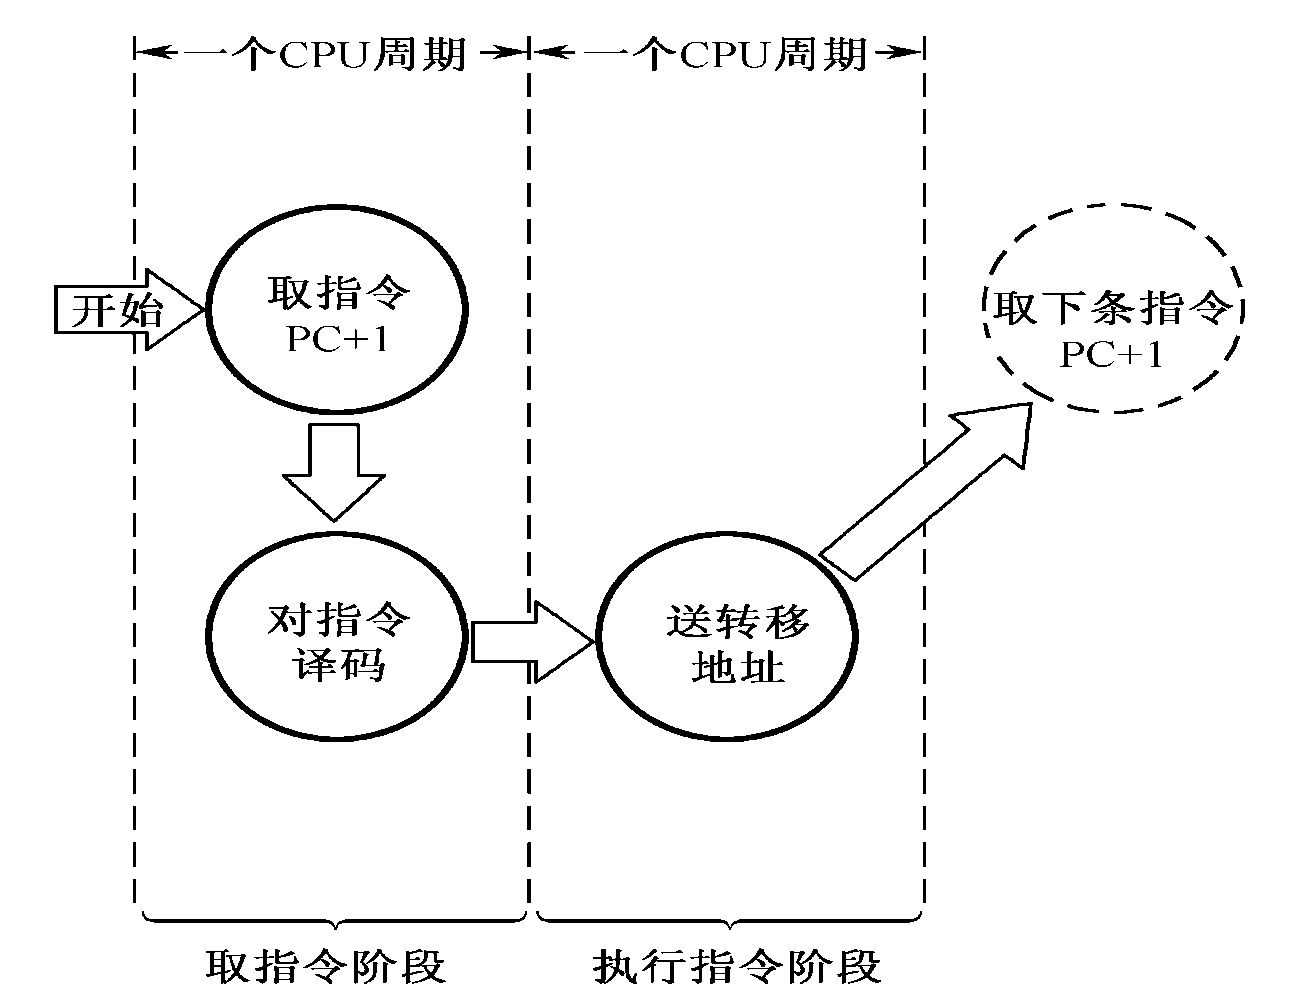 一个CPU周期
一个CPU周期
开始
取指令
PC+1
对指令
译码
送转移
地址
取下条指令
PC+1
取指令阶段
执行指令阶段